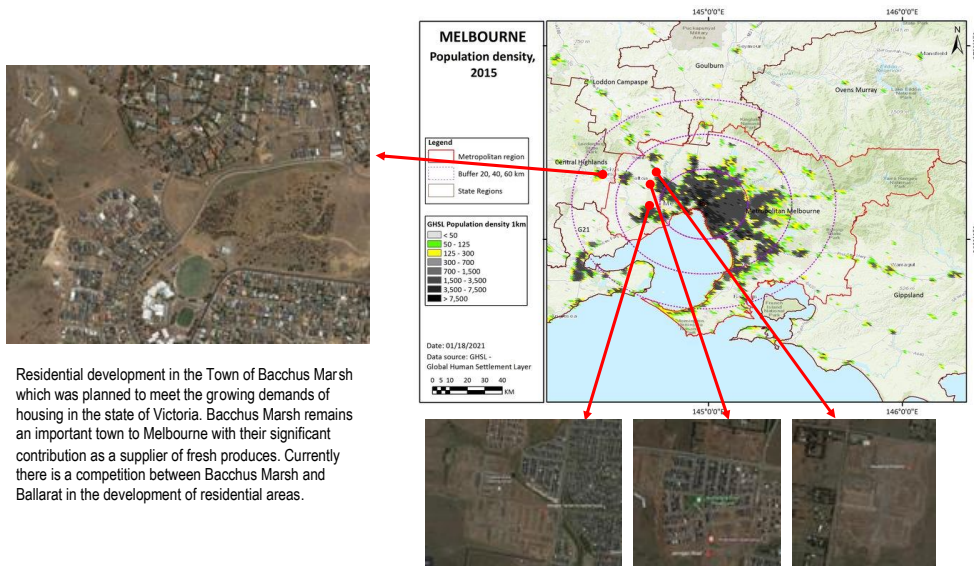 MELBOURNE
Population density,
2015
Legend
Metropolitan region
Buffer 20, 40, 60 km
State Regions
GHSL Population density 1km
< 50
50 - 125
125 - 300
300 - 700
700 - 1,500
1,500 - 3,500
3,500 - 7,500
> 7,500
Date: 01/18/2021
Data source: GHSL -
Global Human Settlement Layer
0 5 10 20 30 40
KM
145°0'0"E
146°0'0"E
N
Goulburn
Loddon Campaspe
Ovens Murray
Central Highlands
Metropolitan Melbourne
G21
Gippsland
145°0'0"E
146°0'0"E
Residential development in the Town of Bacchus Marsh
which was planned to meet the growing demands of
housing in the state of Victoria. Bacchus Marsh remains
an important town to Melbourne with their significant
contribution as a supplier of fresh produces. Currently
there is a competition between Bacchus Marsh and
Ballarat in the development of residential areas.